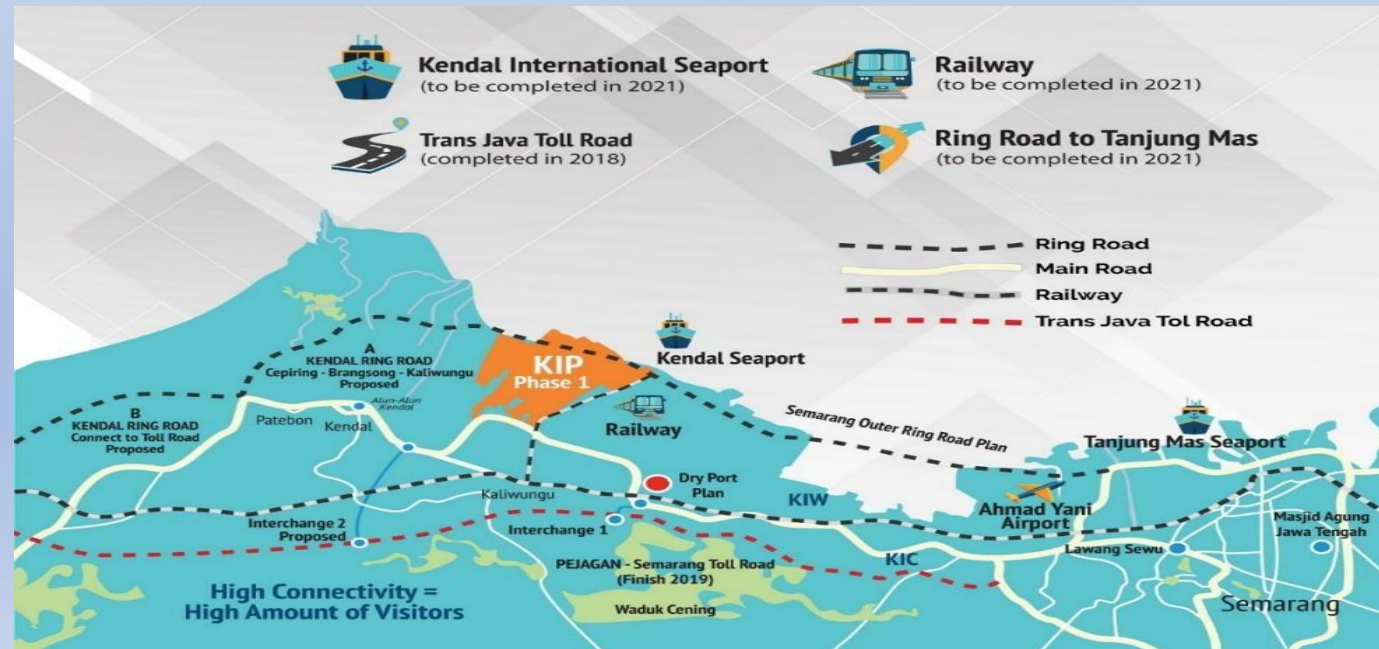 Kendal International Seaport
(to be completed in 2021)
Railway
(to be completed in 2021)
Trans Java Toll Road
(completed in 2018)
Ring Road to Tanjung Mas
(to be completed in 2021)
Ring Road
Main Road
Railway
Trans Java Tol Road
A
KENDAL RING ROAD
Cepiring - Brangsong - Kaliwungu
Proposed
KIP
Phase 1
Kendal Seaport
B
KENDAL RING ROAD
Connect to Toll Road
Proposed
Patebon
Kendal
Alun-Alun
Kendal
Railway
Semarang Outer Ring Road Plan
Tanjung Mas Seaport
Kaliwungu
Dry Port
Plan
KIW
Ahmad Yani
Airport
Masjid Agung
Jawa Tengah
Interchange 2
Proposed
Interchange 1
Lawang Sewu
PEJAGAN - Semarang Toll Road
(Finish 2019)
KIC
High Connectivity =
High Amount of Visitors
Waduk Cening
Semarang